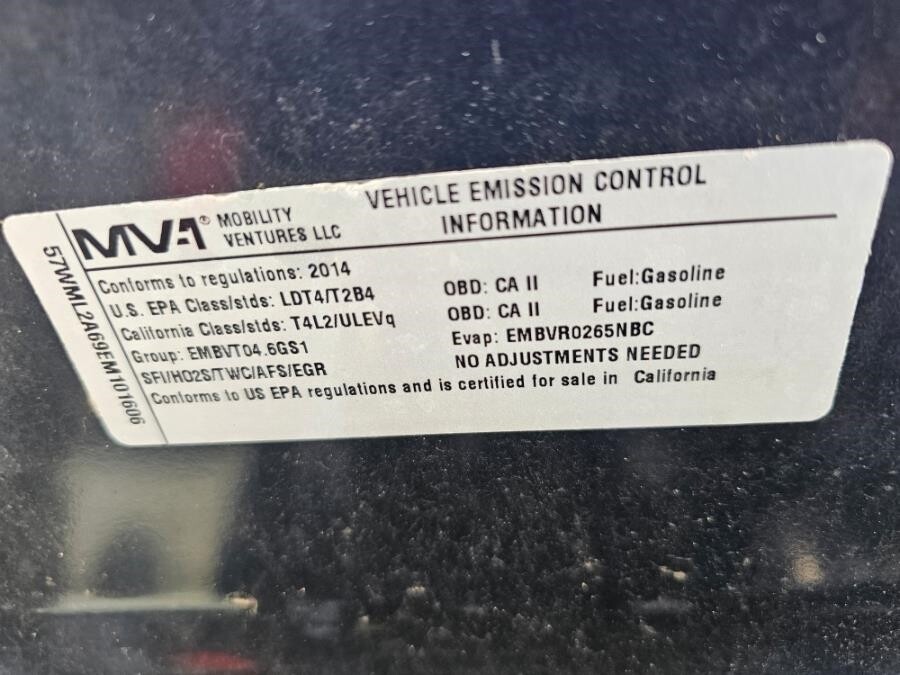 MVA® MOBILITY VENTURES LLC
VEHICLE EMISSION CONTROL INFORMATION
57WML2A69EM101606
Conforms to regulations: 2014
U.S. EPA Class/stds: LDT4/T2B4 OBD: CA II Fuel:Gasoline
California Class/stds: T4L2/ULEVq OBD: CA II Fuel:Gasoline
Group: EMBVT04.6GS1 Evap: EMBVR0265NBC
SFI/HO2S/TWC/AFS/EGR NO ADJUSTMENTS NEEDED
Conforms to US EPA regulations and is certified for sale in California